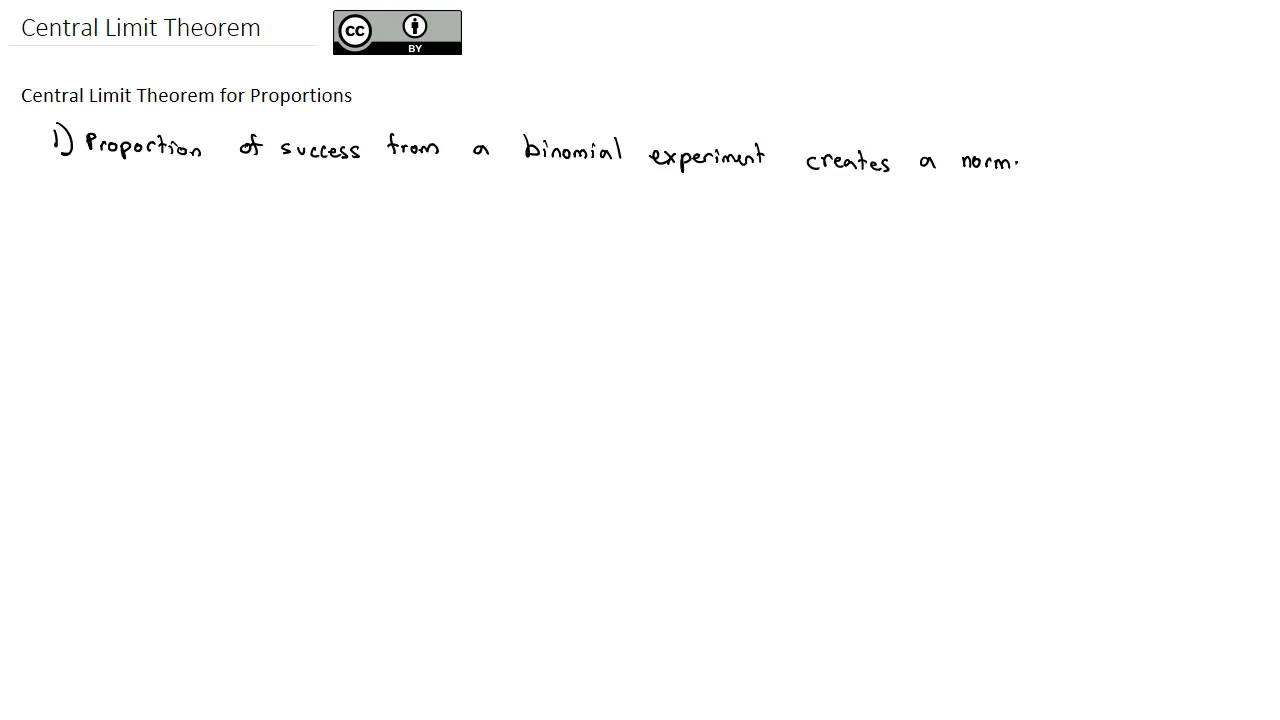 Central Limit Theorem
CC
BY
Central Limit Theorem for Proportions
1) Proportion of success from a binomial experiment creates a norm